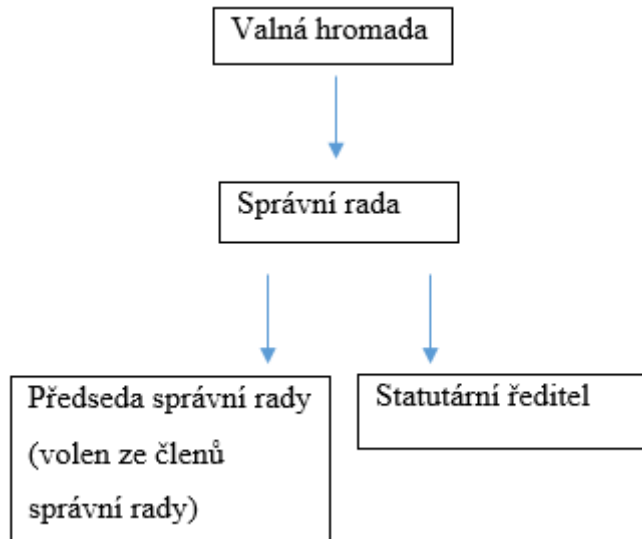 Valná hromada
Správní rada
Předseda správní rady
(volen ze členů
správní rady)
Statutární ředitel